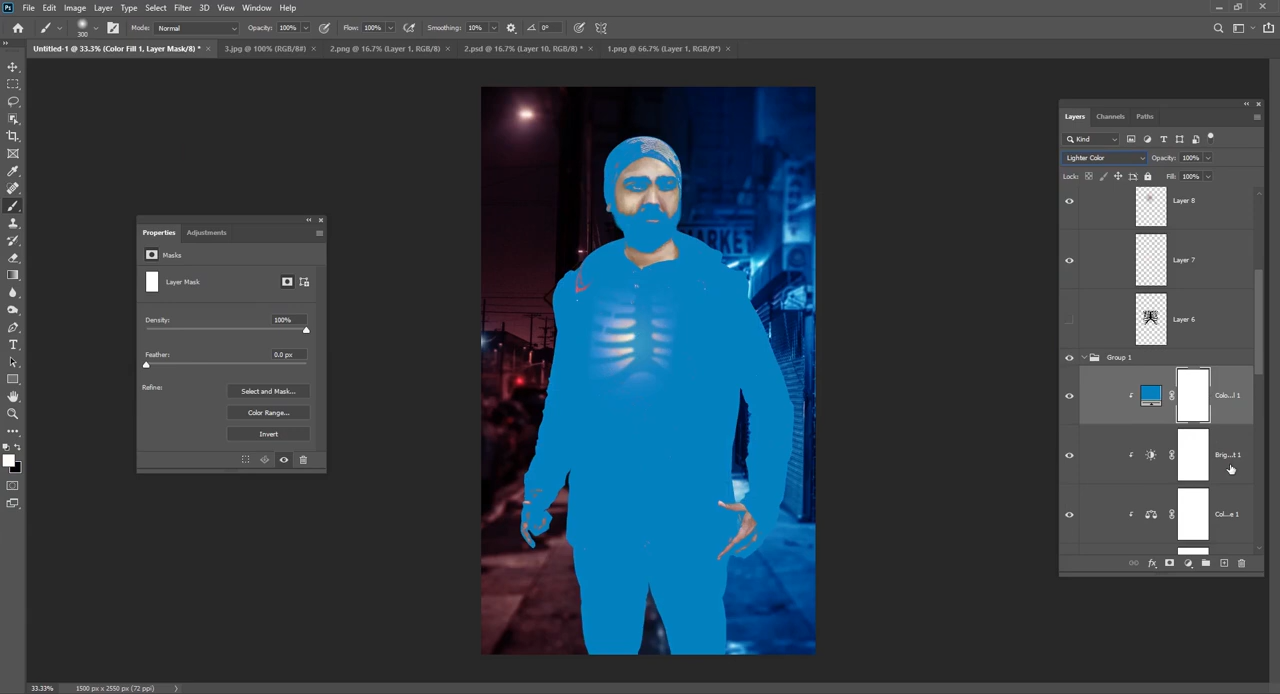 Ps File Edit Image Layer Type Select Filter 3D View Window Help
300 Mode: Normal Opacity: 100% Flow: 100% Smoothing: 10% 0°
Untitled-1 @ 33.3% (Color Fill 1, Layer Mask/8) * × 3.jpg @ 100% (RGB/8#) × 2.png @ 16.7% (Layer 1, RGB/8) × 2.psd @ 16.7% (Layer 10, RGB/8) * × 1.png @ 66.7% (Layer 1, RGB/8*) ×
Layers Channels Paths
Kind
Lighter Color Opacity: 100%
Lock: Fill: 100%
Layer 8
Layer 7
Layer 6
Group 1
Colo...l 1
Brig...t 1
Col...e 1
Properties Adjustments
Masks
Layer Mask
Density: 100%
Feather: 0.0 px
Refine:
Select and Mask...
Color Range...
Invert
MARKET
33.33% 1500 px x 2550 px (72 ppi)